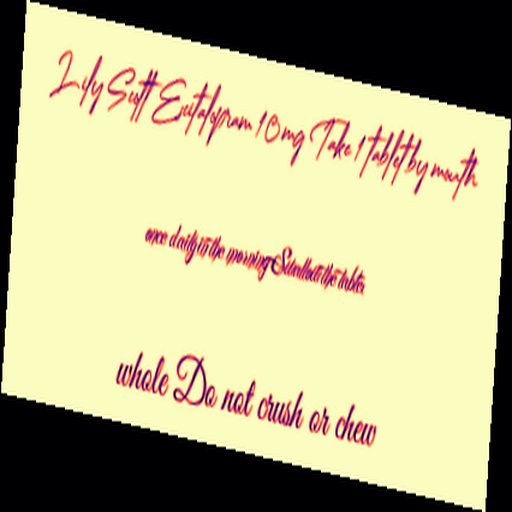 Lily Scott Escitalopram 10mg Take 1 tablet by mouth
once daily in the morning Swallow the tablet
whole Do not crush or chew